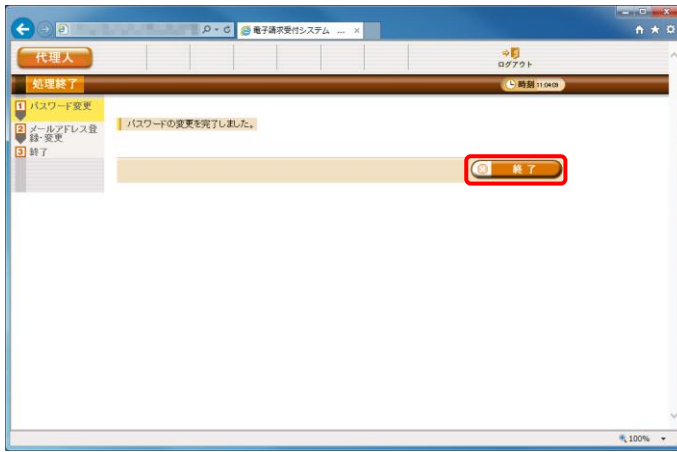 電子請求受付システム ... ×
代理人
ログアウト
処理終了
時刻 11:04:09
1 パスワード変更
2 メールアドレス登
録・変更
3 終了
パスワードの変更を完了しました。
終了
100%